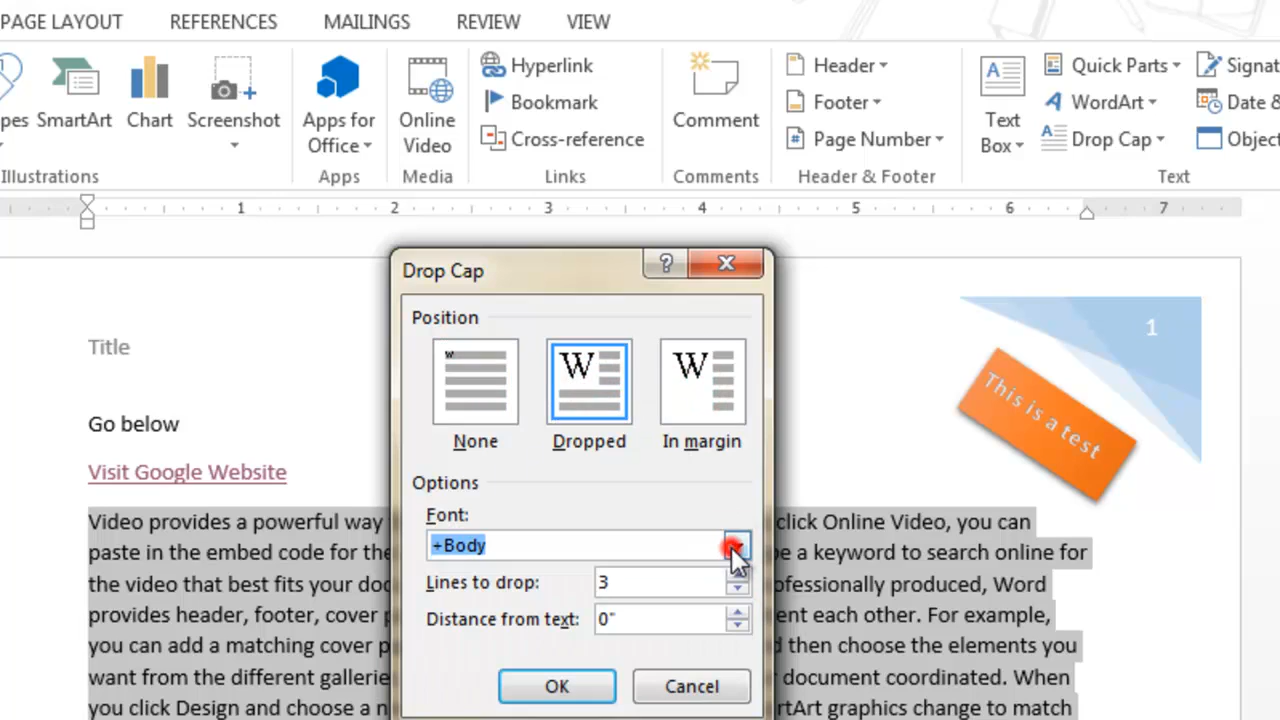 PAGE LAYOUT REFERENCES MAILINGS REVIEW VIEW
Hyperlink Header Quick Parts Signat
Bookmark Footer WordArt Date &
pes SmartArt Chart Screenshot Apps for Office Online Video Cross-reference Comment Page Number Text Box Drop Cap Object
Illustrations Apps Media Links Comments Header & Footer Text
1 2 3 4 5 6 7
Drop Cap
Position
W W W
None Dropped In margin
Options
Font:
+Body
Lines to drop: 3
Distance from text: 0"
OK Cancel
1
This is a test
Title
Go below
Visit Google Website
Video provides a powerful way click Online Video, you can
paste in the embed code for the be a keyword to search online for
the video that best fits your doc ofessionally produced, Word
provides header, footer, cover p ent each other. For example,
you can add a matching cover p d then choose the elements you
want from the different gallerie r document coordinated. When
you click Design and choose a n rtArt graphics change to match